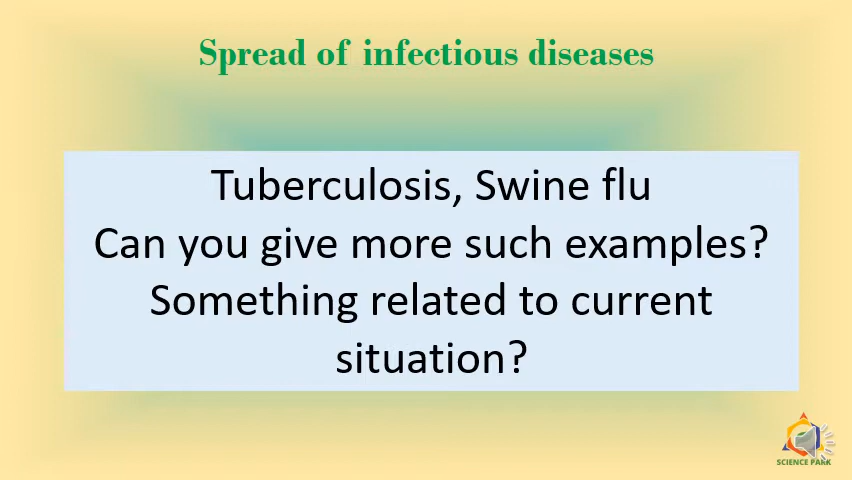 Spread of infectious diseases
Tuberculosis, Swine flu
Can you give more such examples?
Something related to current
situation?
SCIENCE PARK